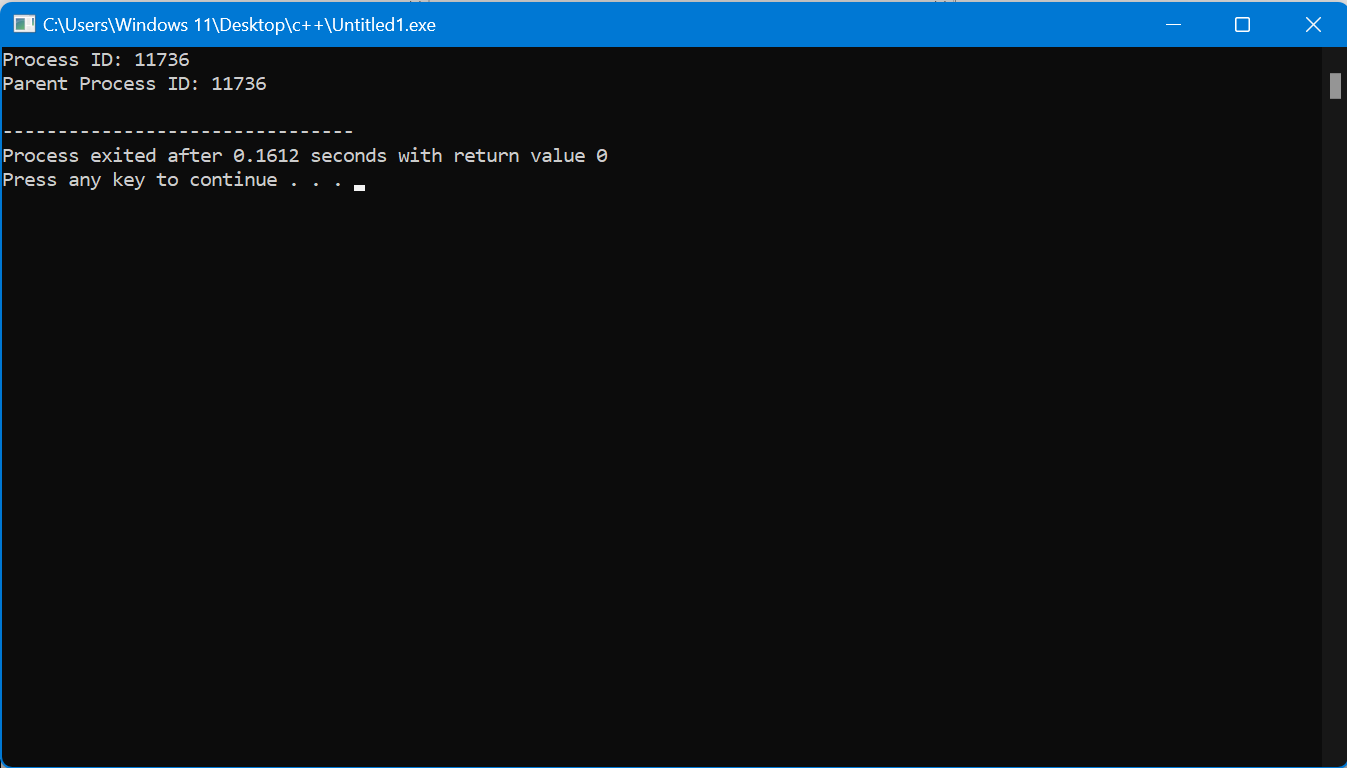 C:\Users\Windows 11\Desktop\c++\Untitled1.exe
Process ID: 11736
Parent Process ID: 11736
--------------------------------
Process exited after 0.1612 seconds with return value 0
Press any key to continue . . .